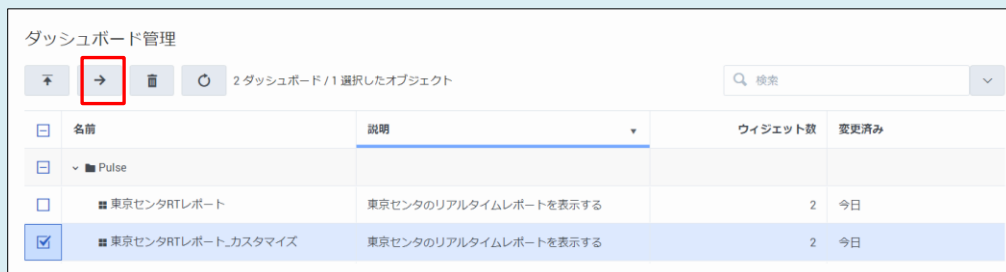 ダッシュボード管理
2 ダッシュボード / 1 選択したオブジェクト
検索
名前 説明 ウィジェット数 変更済み
Pulse
東京センタRTレポート 東京センタのリアルタイムレポートを表示する 2 今日
東京センタRTレポート_カスタマイズ 東京センタのリアルタイムレポートを表示する 2 今日